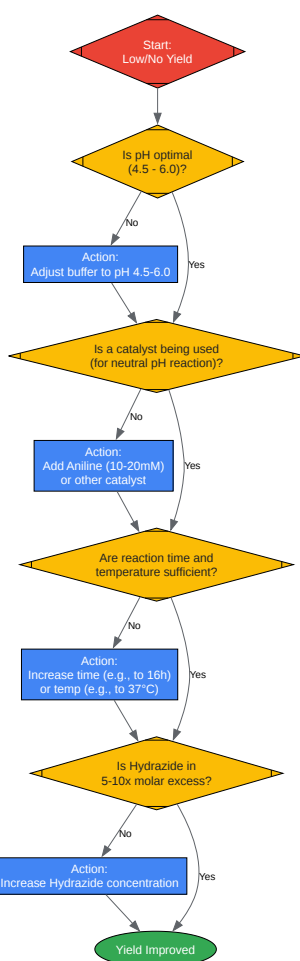 Start:
Low/No Yield
Is pH optimal
(4.5 - 6.0)?
No
Action:
Adjust buffer to pH 4.5-6.0
Yes
Is a catalyst being used
(for neutral pH reaction)?
No
Action:
Add Aniline (10-20mM)
or other catalyst
Yes
Are reaction time and
temperature sufficient?
No
Action:
Increase time (e.g., to 16h)
or temp (e.g., to 37°C)
Yes
Is Hydrazide in
5-10x molar excess?
No
Action:
Increase Hydrazide concentration
Yes
Yield Improved